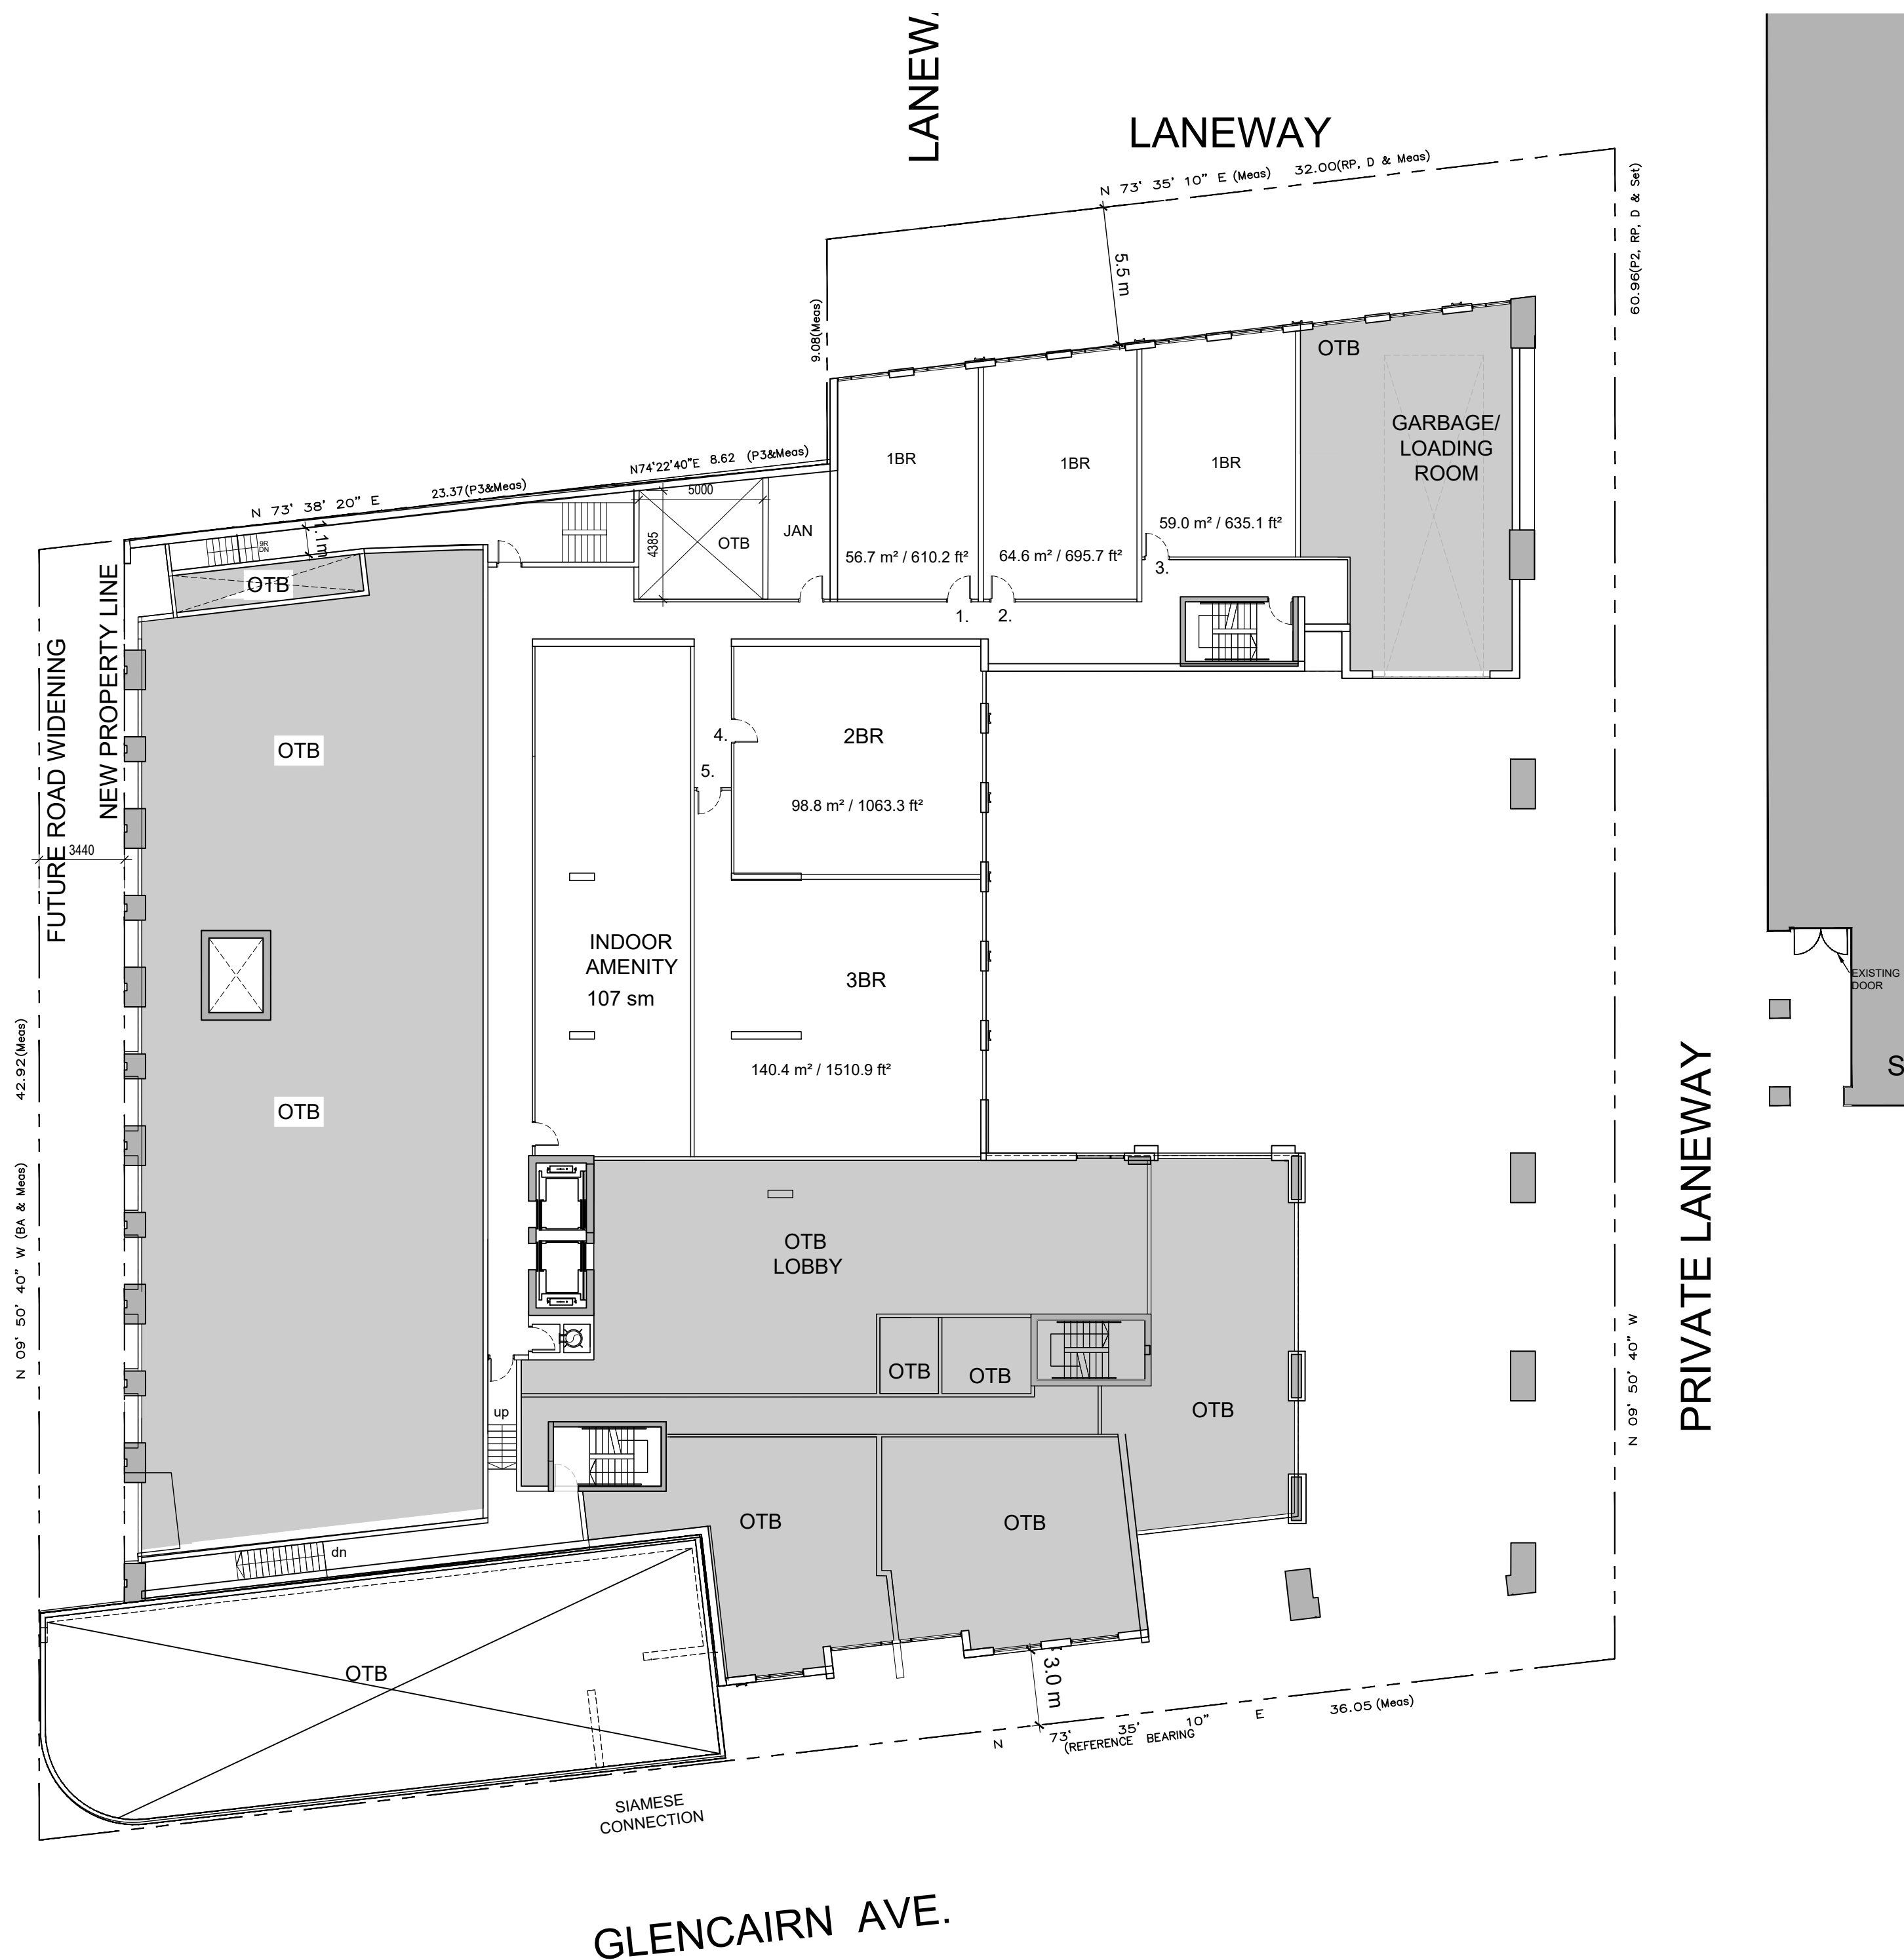 LANEW
LANEWAY
N 73' 35' 10" E (Meas) 32.00(RP, D & Meas)
60.96(P2, RP, D & Set)
5.5 m
9.08(Meas)
OTB
GARBAGE/
LOADING
ROOM
1BR
1BR
1BR
N74'22'40"E 8.62 (P3&Meas)
N 73' 38' 20" E 23.37(P3&Meas)
5000
4385
OTB
JAN
59.0 m² / 635.1 ft²
56.7 m² / 610.2 ft²
64.6 m² / 695.7 ft²
1.1m
9R
DN
OTB
1.
2.
3.
FUTURE ROAD WIDENING
NEW PROPERTY LINE
3440
OTB
4.
5.
2BR
98.8 m² / 1063.3 ft²
INDOOR
AMENITY
107 sm
3BR
140.4 m² / 1510.9 ft²
EXISTING
DOOR
S
42.92(Meas)
N 09' 50' 40" W (BA & Meas)
OTB
PRIVATE LANEWAY
N 09' 50' 40" W
OTB
LOBBY
OTB
OTB
OTB
up
OTB
OTB
dn
OTB
3.0 m
N 73' 35' 10" E 36.05 (Meas)
(REFERENCE BEARING
SIAMESE
CONNECTION
GLENCAIRN AVE.